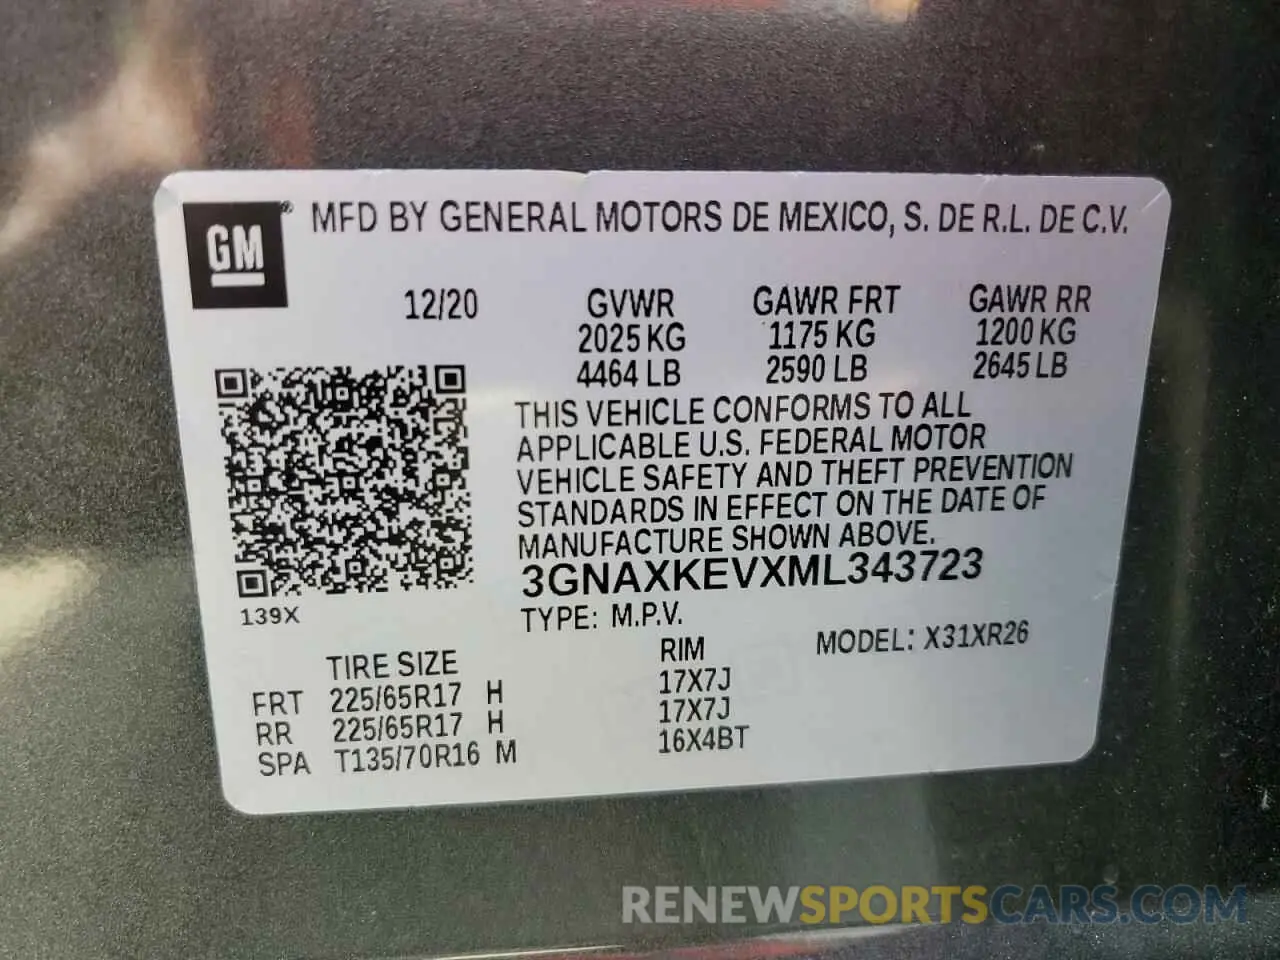 GM® MFD BY GENERAL MOTORS DE MEXICO, S. DE R.L. DE C.V.
12/20 GVWR GAWR FRT GAWR RR
2025 KG 1175 KG 1200 KG
4464 LB 2590 LB 2645 LB
THIS VEHICLE CONFORMS TO ALL
APPLICABLE U.S. FEDERAL MOTOR
VEHICLE SAFETY AND THEFT PREVENTION
STANDARDS IN EFFECT ON THE DATE OF
MANUFACTURE SHOWN ABOVE.
3GNAXKEVXML343723
139X
TYPE: M.P.V.
MODEL: X31XR26
TIRE SIZE RIM
FRT 225/65R17 H 17X7J
RR 225/65R17 H 17X7J
SPA T135/70R16 M 16X4BT
RENEWSPORTSCARS.COM